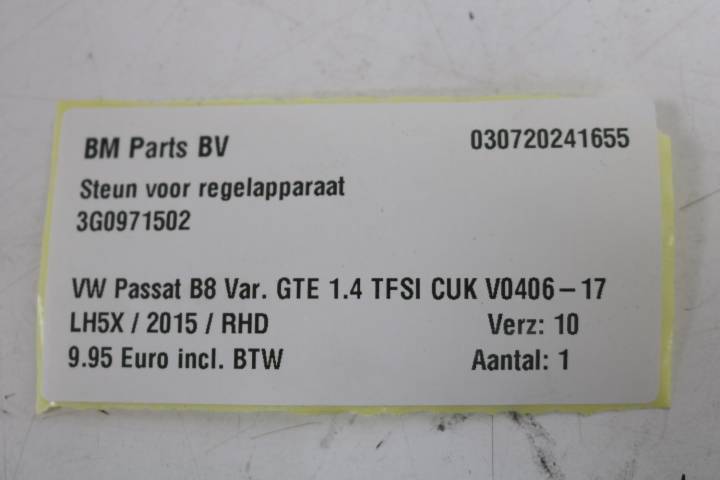 BM Parts BV 030720241655
Steun voor regelapparaat
3G0971502
VW Passat B8 Var. GTE 1.4 TFSI CUK V0406-17
LH5X / 2015 / RHD Verz: 10
9.95 Euro incl. BTW Aantal: 1